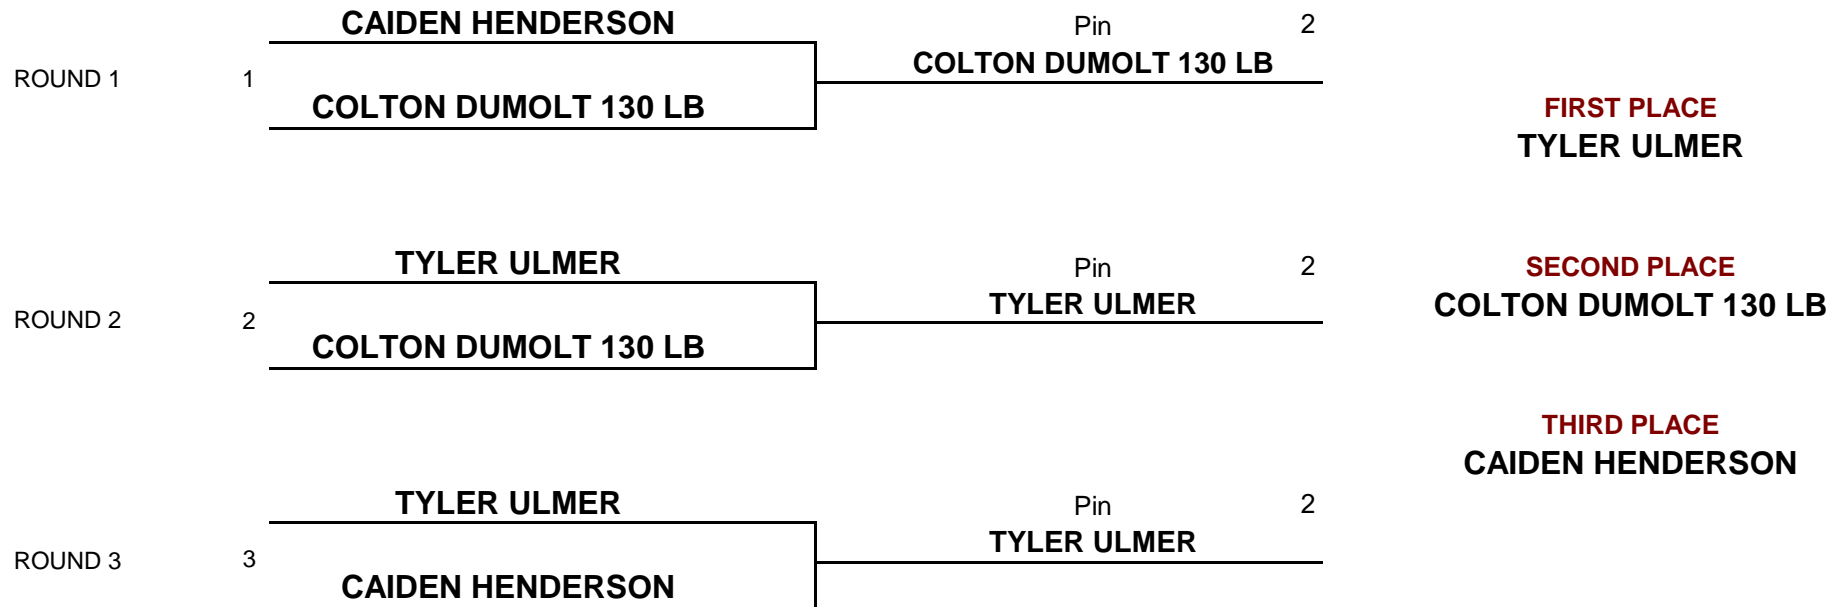 CAIDEN HENDERSON
Pin 2
COLTON DUMOLT 130 LB
ROUND 1 1
COLTON DUMOLT 130 LB
FIRST PLACE
TYLER ULMER
TYLER ULMER
Pin 2
SECOND PLACE
TYLER ULMER
COLTON DUMOLT 130 LB
ROUND 2 2
COLTON DUMOLT 130 LB
THIRD PLACE
CAIDEN HENDERSON
TYLER ULMER
Pin 2
TYLER ULMER
ROUND 3 3
CAIDEN HENDERSON